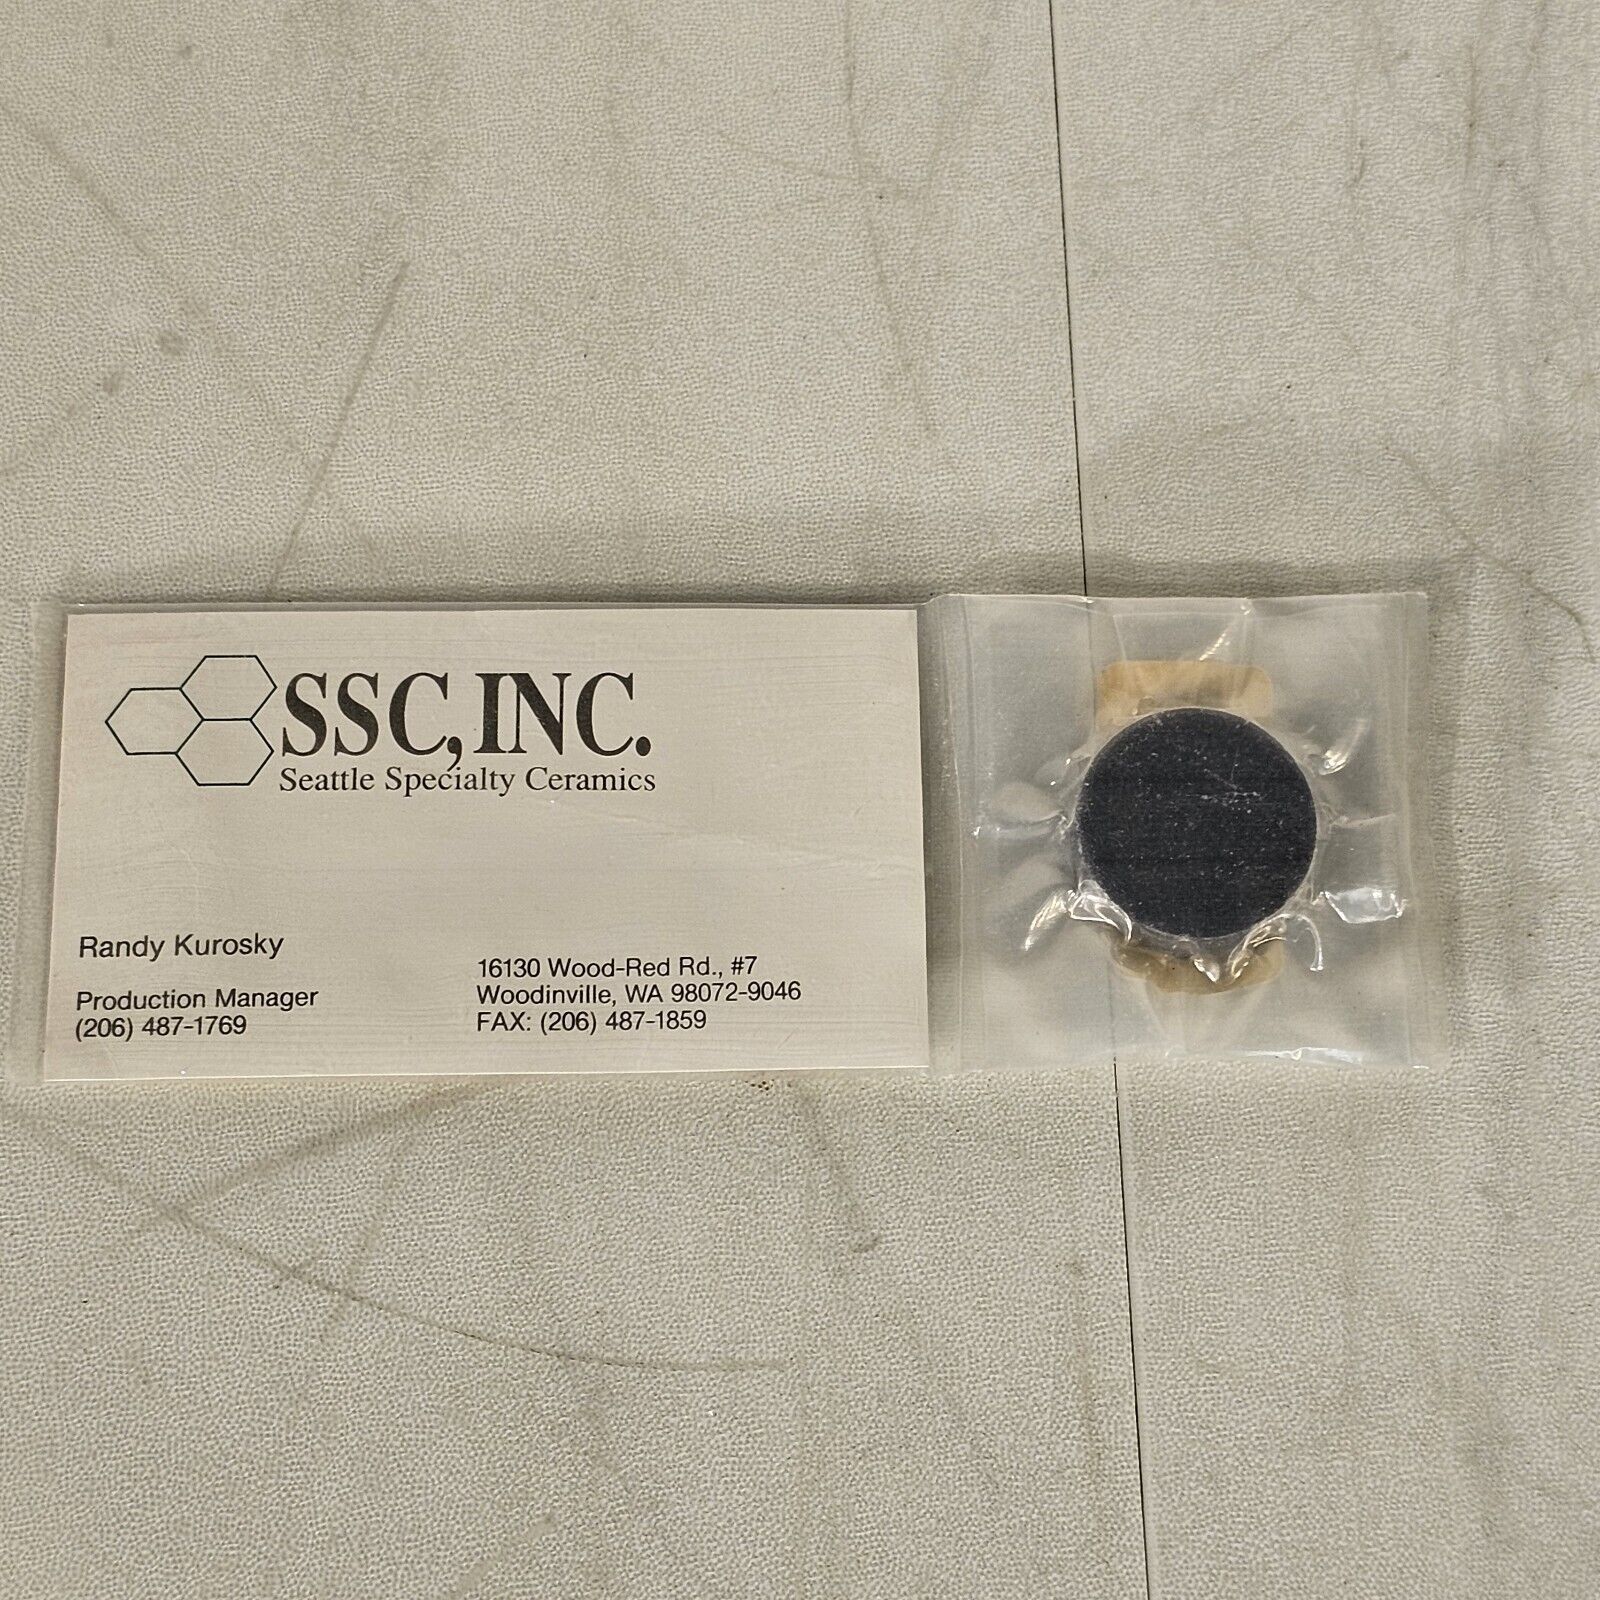 SSC, INC.
Seattle Specialty Ceramics
Randy Kurosky
Production Manager
(206) 487-1769
16130 Wood-Red Rd., #7
Woodinville, WA 98072-9046
FAX: (206) 487-1859